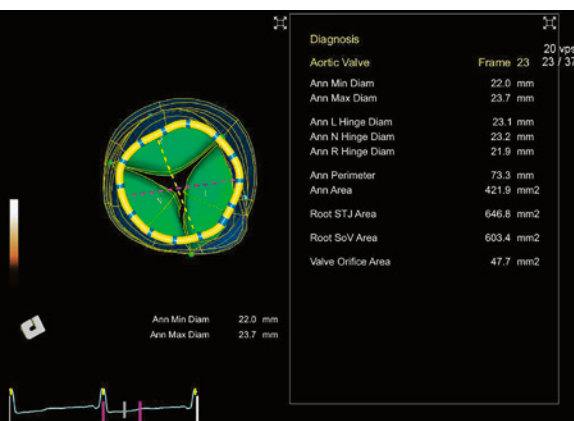 Diagnosis
20 vps
Aortic Valve Frame 23 23 / 37
Ann Min Diam 22.0 mm
Ann Max Diam 23.7 mm
Ann L Hinge Diam 23.1 mm
Ann N Hinge Diam 23.2 mm
Ann R Hinge Diam 21.9 mm
Ann Perimeter 73.3 mm
Ann Area 421.9 mm2
Root STJ Area 646.8 mm2
Root SoV Area 603.4 mm2
Valve Orifice Area 47.7 mm2
Ann Min Diam 22.0 mm
Ann Max Diam 23.7 mm